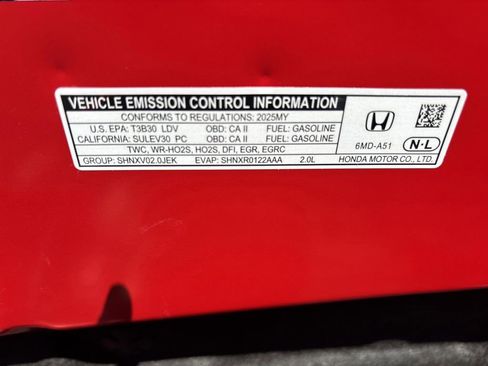 VEHICLE EMISSION CONTROL INFORMATION
CONFORMS TO REGULATIONS: 2025MY
U.S. EPA: T3B30 LDV OBD: CA II FUEL: GASOLINE
CALIFORNIA: SULEV30 PC OBD: CA II FUEL: GASOLINE
TWC, WR-HO2S, HO2S, DFI, EGR, EGRC
GROUP: SHNXV02.0JEK EVAP: SHNXR0122AAA 2.0L
6MD-A51
N·L
HONDA MOTOR CO., LTD.